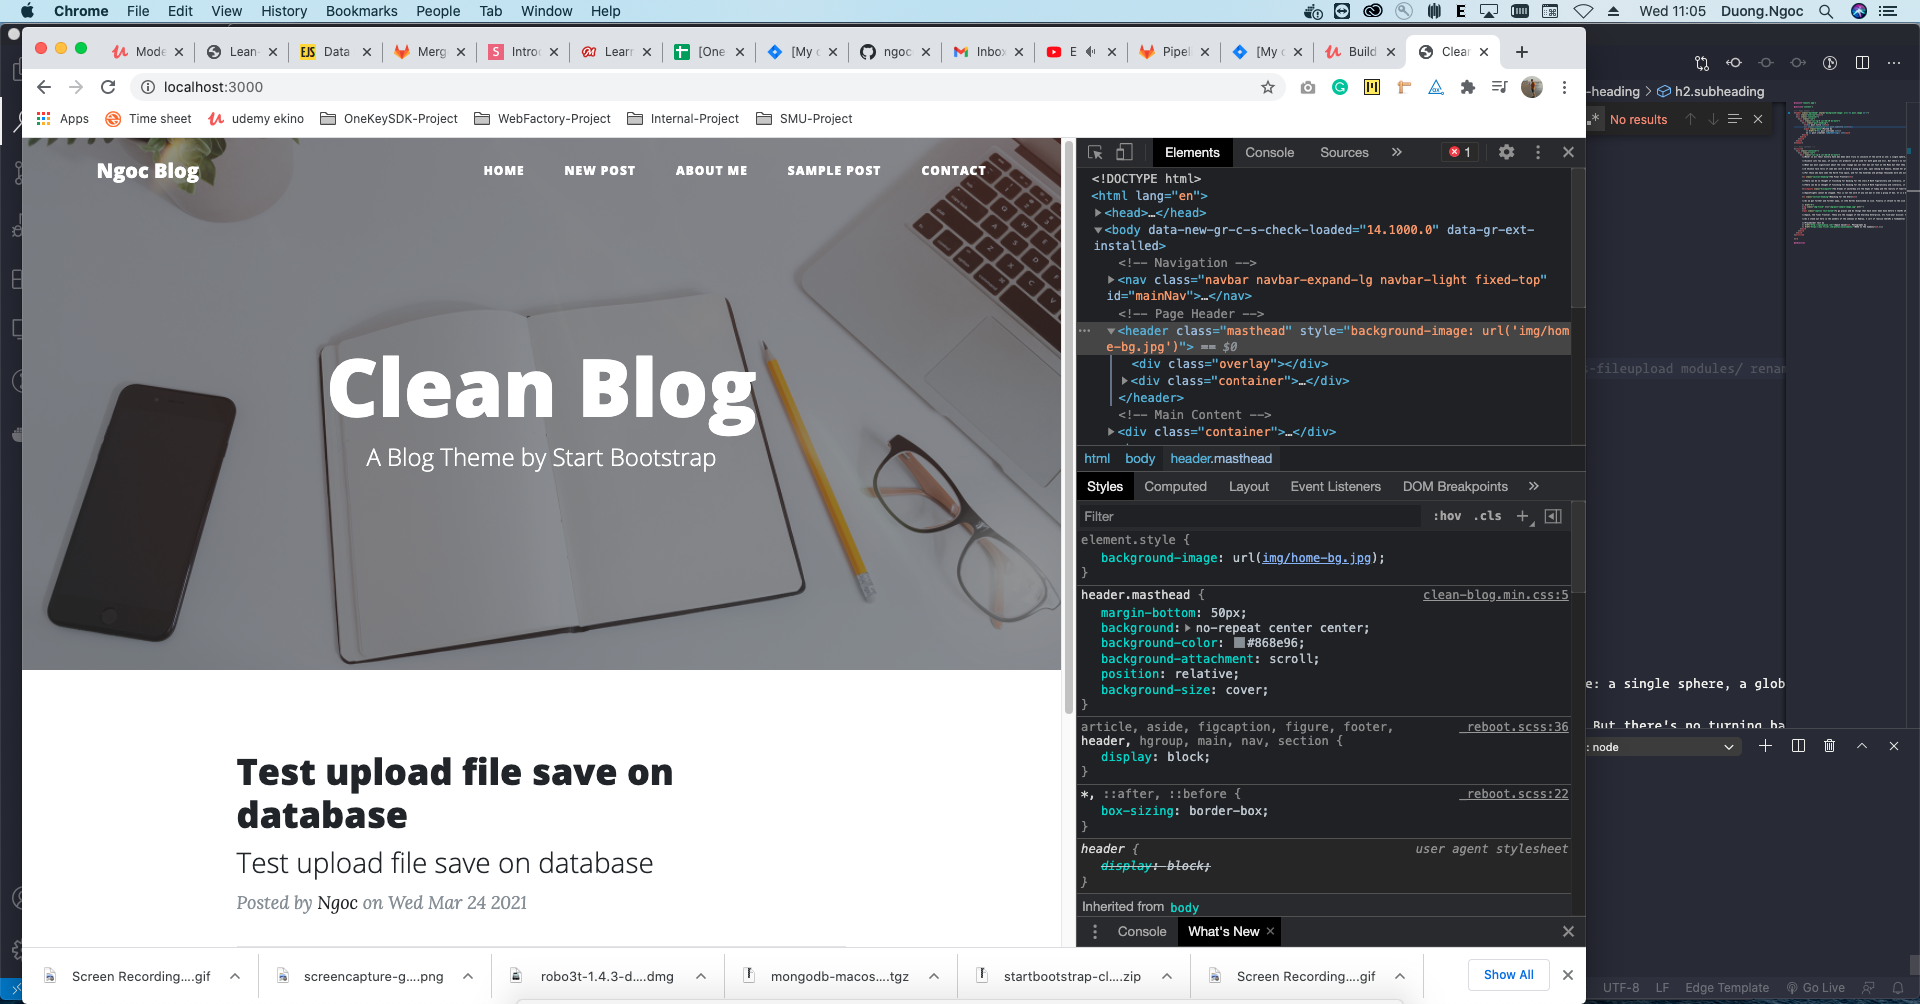 Chrome File Edit View History Bookmarks People Tab Window Help
Wed 11:05 Duong.Ngoc
Mode Lean- Data Merg Introc Learn [One [My ngoc Inbo E Pipel [My Build Clean
localhost:3000
Apps Time sheet udemy ekino OneKeySDK-Project WebFactory-Project Internal-Project SMU-Project
-heading > h2.subheading
No results
Ngoc Blog
HOME NEW POST ABOUT ME SAMPLE POST CONTACT
Clean Blog
A Blog Theme by Start Bootstrap
Test upload file save on
database
Test upload file save on database
Posted by Ngoc on Wed Mar 24 2021
Elements Console Sources » 1
<!DOCTYPE html>
<html lang="en">
<head>…</head>
<body data-new-gr-c-s-check-loaded="14.1000.0" data-gr-ext-
installed>
<!-- Navigation -->
<nav class="navbar navbar-expand-lg navbar-light fixed-top"
id="mainNav">…</nav>
<!-- Page Header -->
<header class="masthead" style="background-image: url('img/hom
e-bg.jpg')"> == $0
<div class="overlay"></div>
<div class="container">…</div>
</header>
<!-- Main Content -->
<div class="container">…</div>
html body header.masthead
Styles Computed Layout Event Listeners DOM Breakpoints »
Filter :hov .cls
element.style {
background-image: url(img/home-bg.jpg);
}
header.masthead { clean-blog.min.css:5
margin-bottom: 50px;
background: no-repeat center center;
background-color: #868e96;
background-attachment: scroll;
position: relative;
background-size: cover;
}
article, aside, figcaption, figure, footer, _reboot.scss:36
header, hgroup, main, nav, section {
display: block;
}
*, ::after, ::before { _reboot.scss:22
box-sizing: border-box;
}
header { user agent stylesheet
display: block;
}
Inherited from body
Console What's New
-fileupload modules/ renam
e: a single sphere, a glob
But there's no turning ba
: node
Screen Recording....gif screencapture-g....png robo3t-1.4.3-d....dmg mongodb-macos....tgz startbootstrap-cl....zip Screen Recording....gif Show All
UTF-8 LF Edge Template Go Live